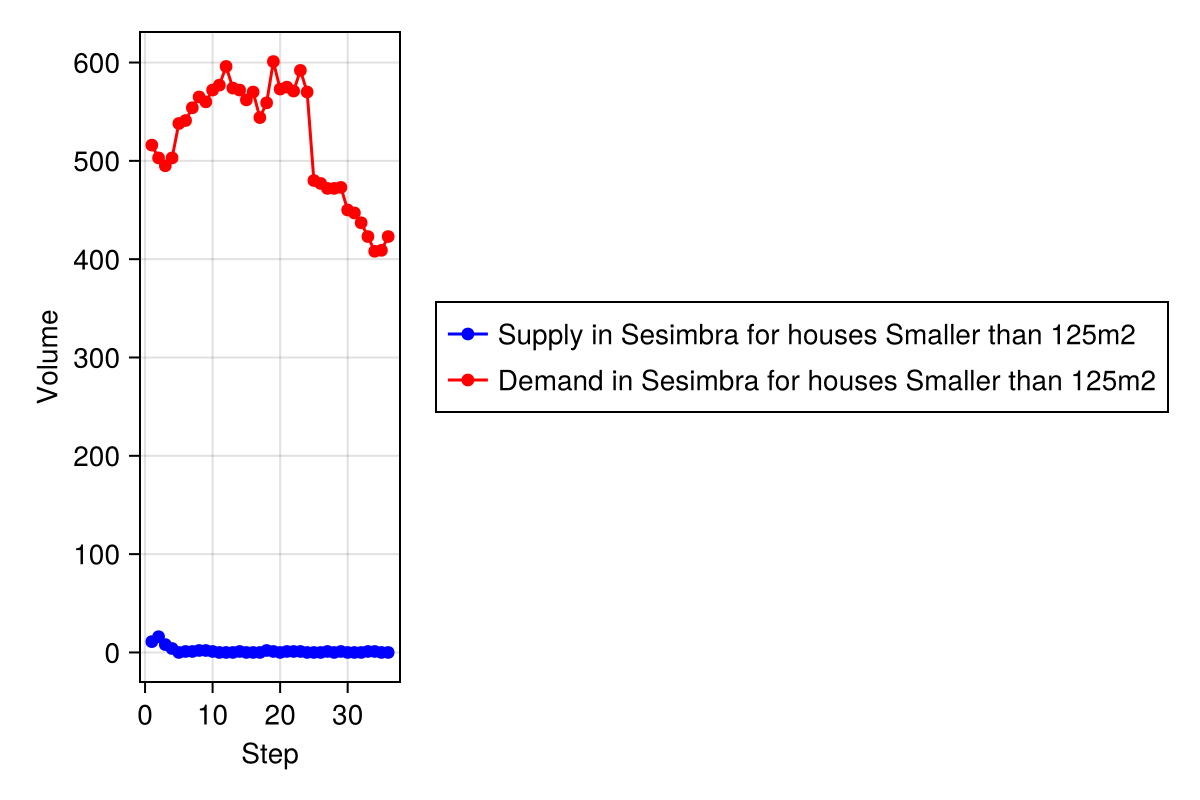 600
500
400
300
200
100
0
Volume
0 10 20 30
Step
Supply in Sesimbra for houses Smaller than 125m2
Demand in Sesimbra for houses Smaller than 125m2